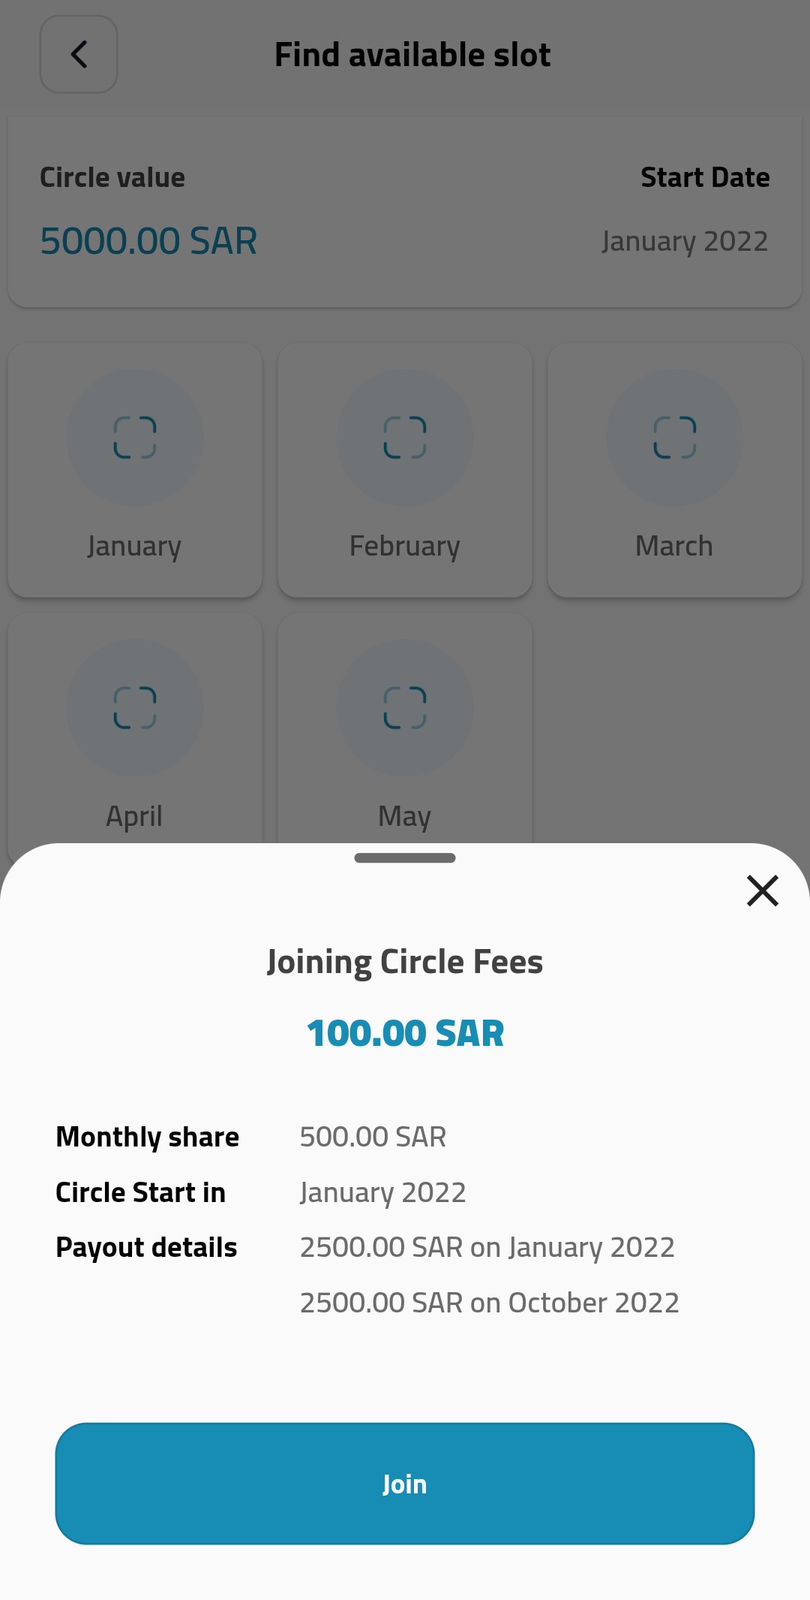 Find available slot
Circle value
Start Date
5000.00 SAR
January 2022
January
February
March
April
May
Joining Circle Fees
100.00 SAR
Monthly share 500.00 SAR
Circle Start in January 2022
Payout details 2500.00 SAR on January 2022
2500.00 SAR on October 2022
Join